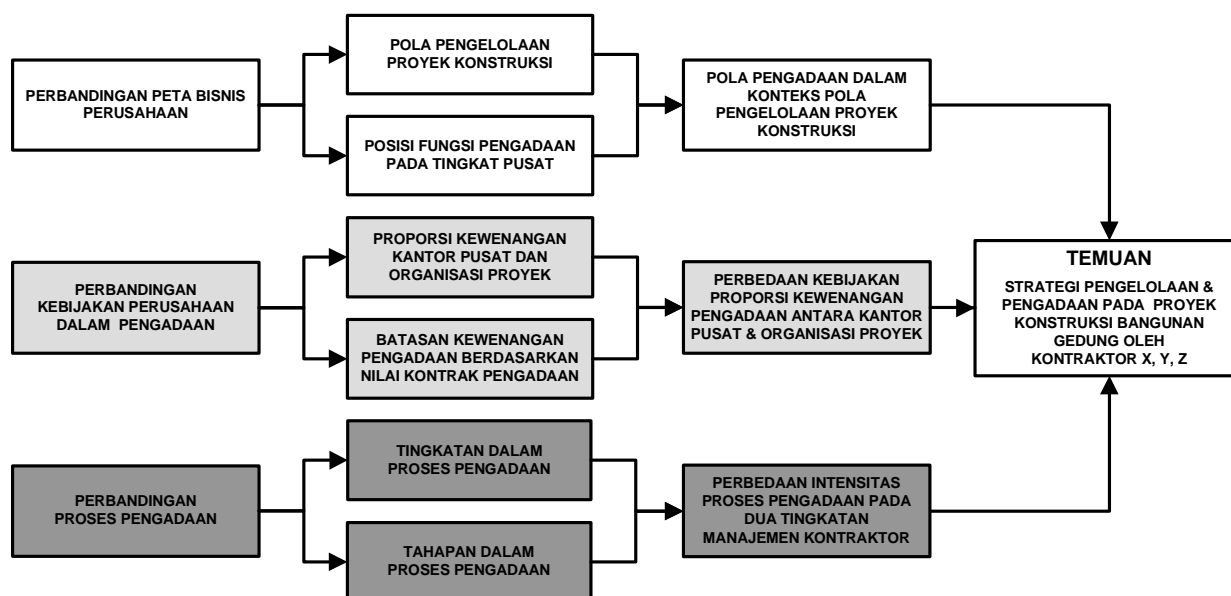 PERBANDINGAN PETA BISNIS
PERUSAHAAN
POLA PENGELOLAAN
PROYEK KONSTRUKSI
POSISI FUNGSI PENGADAAN
PADA TINGKAT PUSAT
POLA PENGADAAN DALAM
KONTEKS POLA
PENGELOLAAN PROYEK
KONSTRUKSI
PERBANDINGAN
KEBIJAKAN PERUSAHAAN
DALAM PENGADAAN
PROPORSI KEWENANGAN
KANTOR PUSAT DAN
ORGANISASI PROYEK
BATASAN KEWENANGAN
PENGADAAN BERDASARKAN
NILAI KONTRAK PENGADAAN
PERBEDAAN KEBIJAKAN
PROPORSI KEWENANGAN
PENGADAAN ANTARA KANTOR
PUSAT & ORGANISASI PROYEK
TEMUAN
STRATEGI PENGELOLAAN &
PENGADAAN PADA PROYEK
KONSTRUKSI BANGUNAN
GEDUNG OLEH
KONTRAKTOR X, Y, Z
PERBANDINGAN
PROSES PENGADAAN
TINGKATAN DALAM
PROSES PENGADAAN
TAHAPAN DALAM
PROSES PENGADAAN
PERBEDAAN INTENSITAS
PROSES PENGADAAN PADA
DUA TINGKATAN
MANAJEMEN KONTRAKTOR